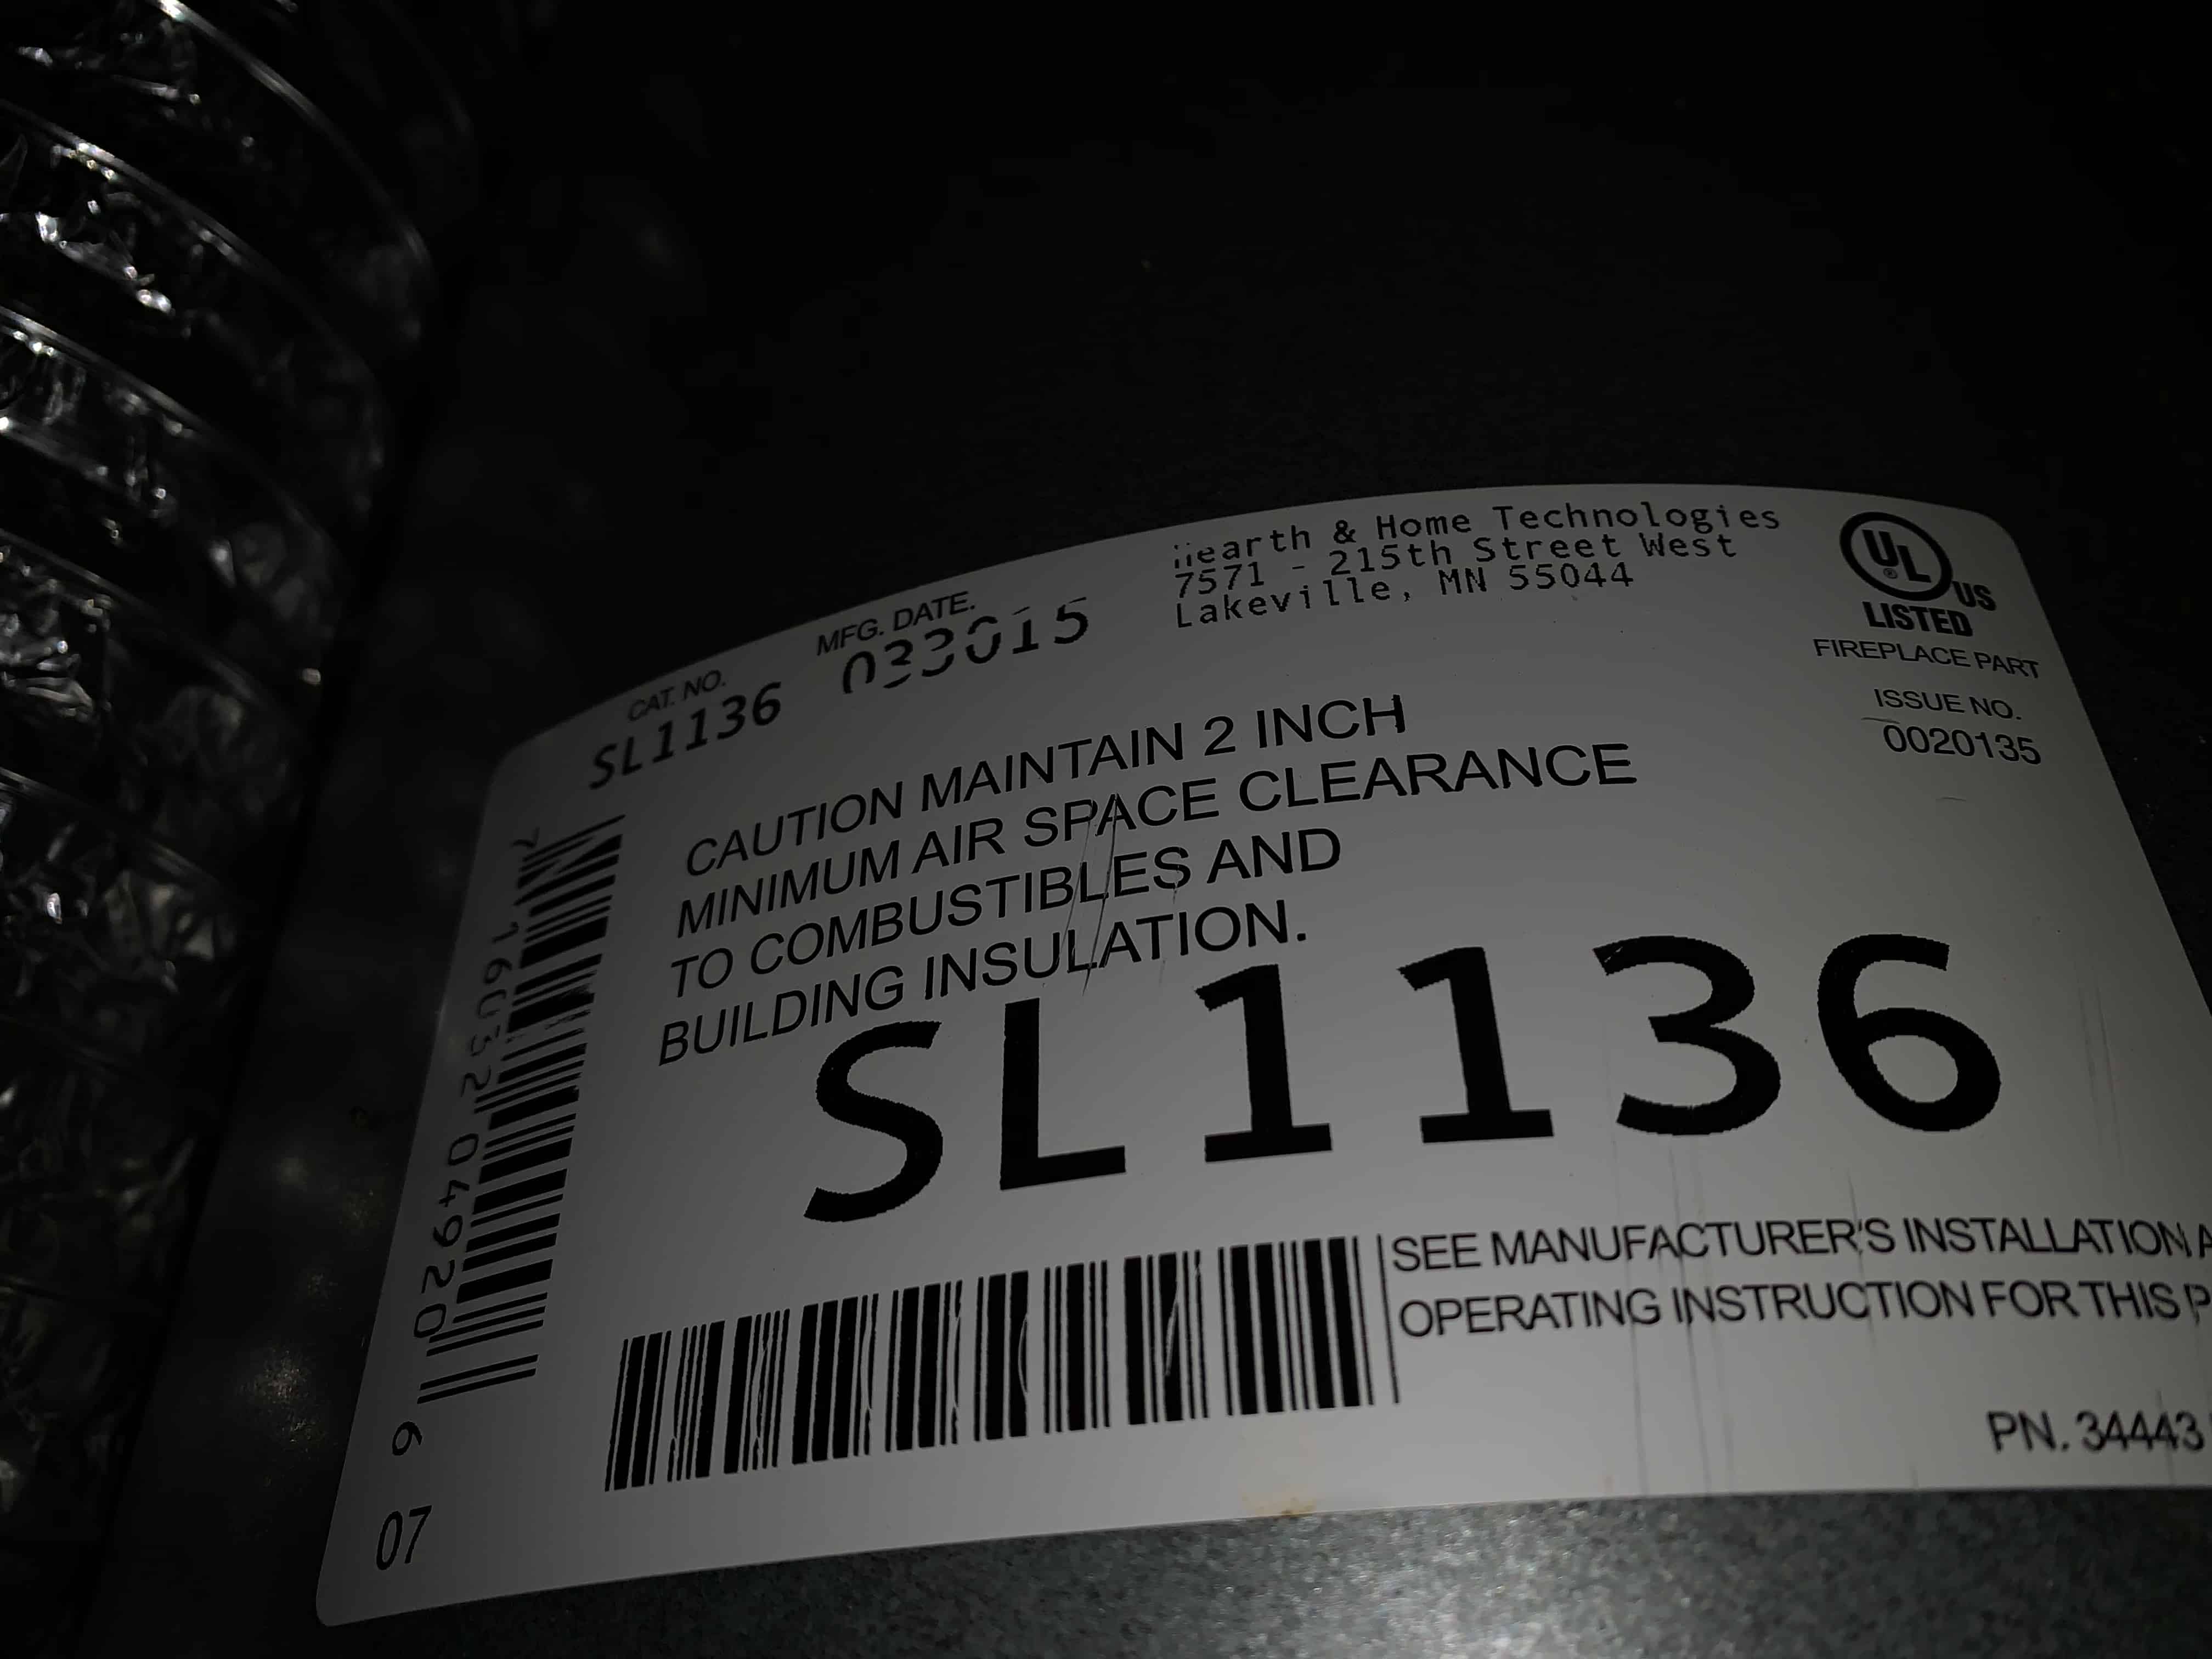 Hearth & Home Technologies
7571 - 215th Street West
Lakeville, MN 55044
UL
®
US
LISTED
FIREPLACE PART
ISSUE NO.
0020135
CAT. NO.
SL1136
MFG. DATE.
033015
CAUTION MAINTAIN 2 INCH
MINIMUM AIR SPACE CLEARANCE
TO COMBUSTIBLES AND
BUILDING INSULATION.
SL1136
7 16032 04920 6
07
SEE MANUFACTURER'S INSTALLATION
OPERATING INSTRUCTION FOR THIS
PN. 34443